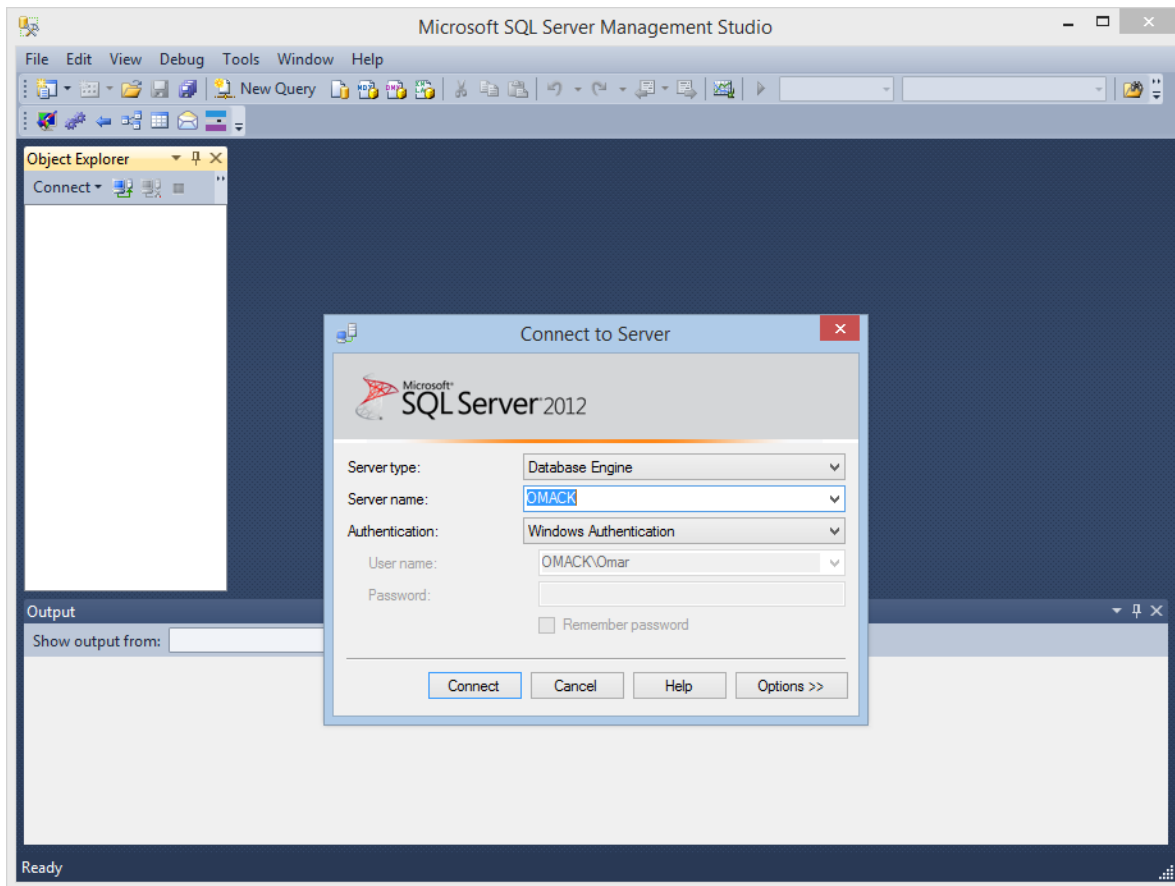 Microsoft SQL Server Management Studio
File Edit View Debug Tools Window Help
New Query
Object Explorer
Connect
Connect to Server
Microsoft
SQL Server 2012
Server type: Database Engine
Server name: OMACK
Authentication: Windows Authentication
User name: OMACK\Omar
Password:
Remember password
Connect Cancel Help Options >>
Output
Show output from:
Ready